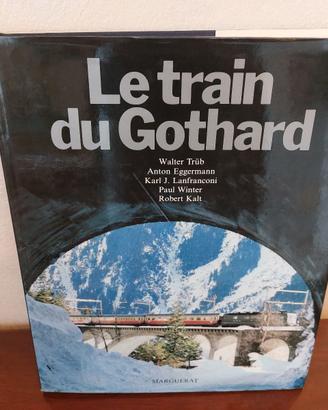 Le train
du Gothard
Walter Trüb
Anton Eggermann
Karl J. Lanfranconi
Paul Winter
Robert Kalt
MARGUERAT